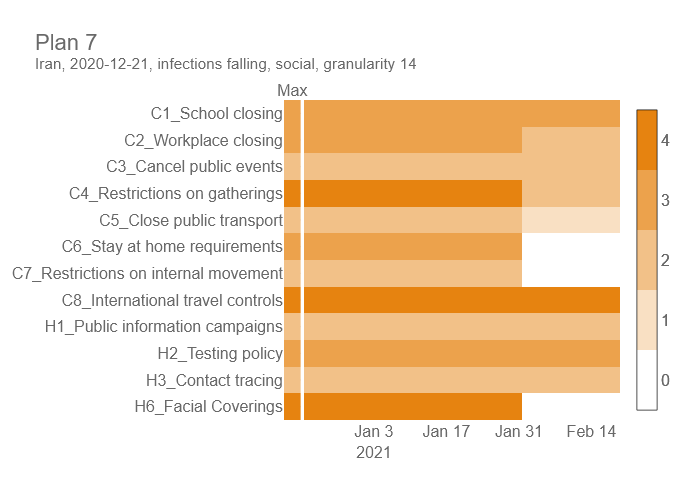 Plan 7
Iran, 2020-12-21, infections falling, social, granularity 14
Max
C1_School closing
C2_Workplace closing
C3_Cancel public events
C4_Restrictions on gatherings
C5_Close public transport
C6_Stay at home requirements
C7_Restrictions on internal movement
C8_International travel controls
H1_Public information campaigns
H2_Testing policy
H3_Contact tracing
H6_Facial Coverings
Jan 3 Jan 17 Jan 31 Feb 14
2021
4
3
2
1
0